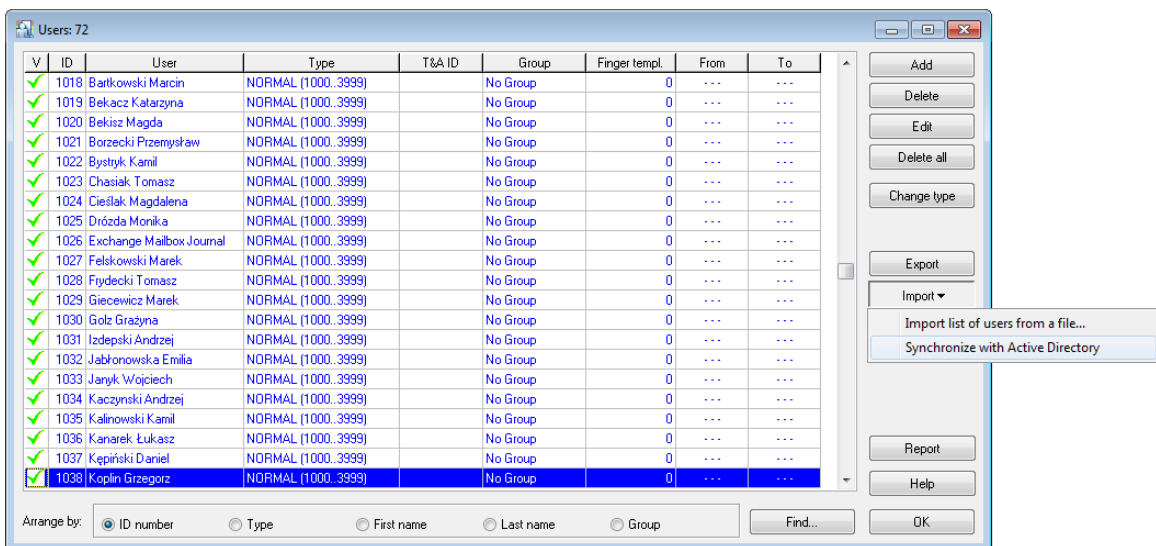 Users: 72
V ID User Type T&A ID Group Finger templ. From To
1018 Bartkowski Marcin NORMAL (1000..3999) No Group 0 - - - - - -
1019 Bekacz Katarzyna NORMAL (1000..3999) No Group 0 - - - - - -
1020 Bekisz Magda NORMAL (1000..3999) No Group 0 - - - - - -
1021 Borzecki Przemysław NORMAL (1000..3999) No Group 0 - - - - - -
1022 Bystryk Kamil NORMAL (1000..3999) No Group 0 - - - - - -
1023 Chasiak Tomasz NORMAL (1000..3999) No Group 0 - - - - - -
1024 Cieślak Magdalena NORMAL (1000..3999) No Group 0 - - - - - -
1025 Drózda Monika NORMAL (1000..3999) No Group 0 - - - - - -
1026 Exchange Mailbox Journal NORMAL (1000..3999) No Group 0 - - - - - -
1027 Felskowski Marek NORMAL (1000..3999) No Group 0 - - - - - -
1028 Frydecki Tomasz NORMAL (1000..3999) No Group 0 - - - - - -
1029 Giecewicz Marek NORMAL (1000..3999) No Group 0 - - - - - -
1030 Golz Grażyna NORMAL (1000..3999) No Group 0 - - - - - -
1031 Izdepski Andrzej NORMAL (1000..3999) No Group 0 - - - - - -
1032 Jabłonowska Emilia NORMAL (1000..3999) No Group 0 - - - - - -
1033 Janyk Wojciech NORMAL (1000..3999) No Group 0 - - - - - -
1034 Kaczynski Andrzej NORMAL (1000..3999) No Group 0 - - - - - -
1035 Kalinowski Kamil NORMAL (1000..3999) No Group 0 - - - - - -
1036 Kanarek Łukasz NORMAL (1000..3999) No Group 0 - - - - - -
1037 Kępiński Daniel NORMAL (1000..3999) No Group 0 - - - - - -
1038 Koplin Grzegorz NORMAL (1000..3999) No Group 0 - - - - - -
Add
Delete
Edit
Delete all
Change type
Export
Import
Import list of users from a file...
Synchronize with Active Directory
Report
Help
Arrange by: ID number Type First name Last name Group Find... OK